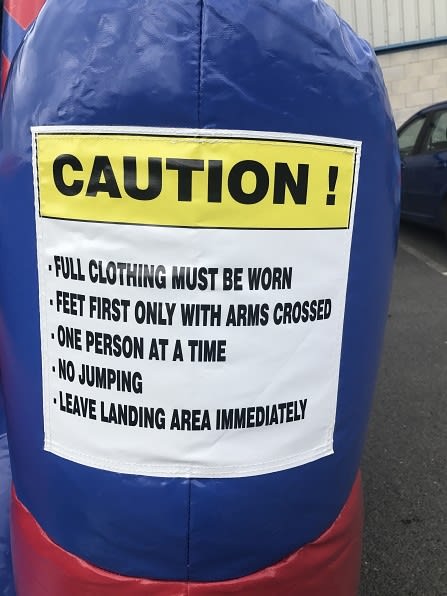 CAUTION !
· FULL CLOTHING MUST BE WORN
· FEET FIRST ONLY WITH ARMS CROSSED
· ONE PERSON AT A TIME
· NO JUMPING
· LEAVE LANDING AREA IMMEDIATELY